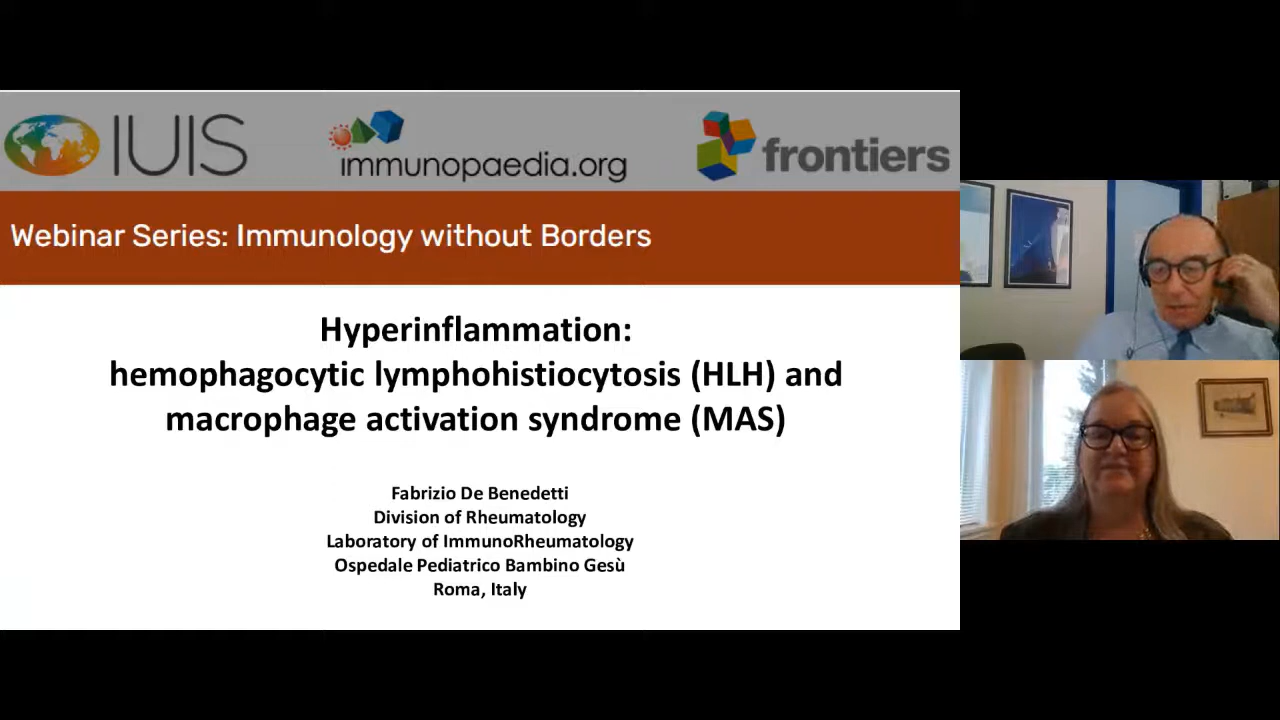 IUIS
immunopaedia.org
frontiers
Webinar Series: Immunology without Borders
Hyperinflammation:
hemophagocytic lymphohistiocytosis (HLH) and
macrophage activation syndrome (MAS)
Fabrizio De Benedetti
Division of Rheumatology
Laboratory of ImmunoRheumatology
Ospedale Pediatrico Bambino Gesù
Roma, Italy